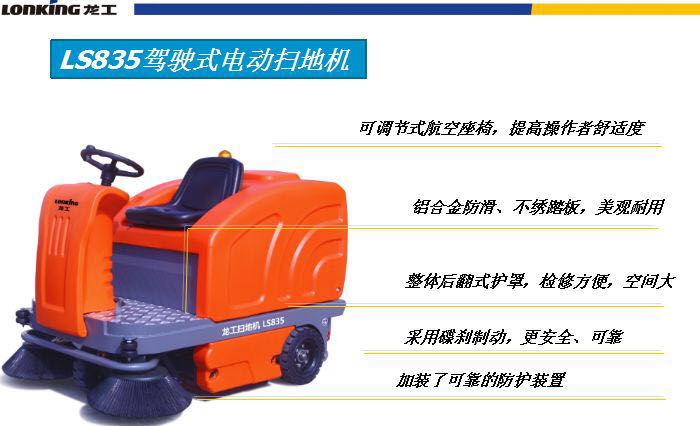 LONKING 龙工
LS835驾驶式电动扫地机
可调节式航空座椅，提高操作者舒适度
LONKING
龙工
铝合金防滑、不绣踏板，美观耐用
整体后翻式护罩，检修方便，空间大
龙工扫地机 LS835
采用碟刹制动，更安全、可靠
加装了可靠的防护装置